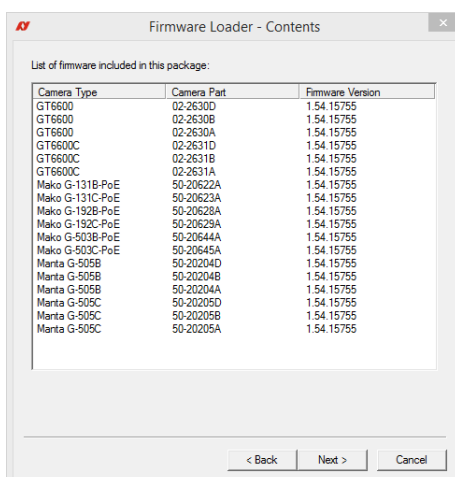 Firmware Loader - Contents
List of firmware included in this package:
Camera Type Camera Part Firmware Version
GT6600 02-2630D 1.54.15755
GT6600 02-2630B 1.54.15755
GT6600 02-2630A 1.54.15755
GT6600C 02-2631D 1.54.15755
GT6600C 02-2631B 1.54.15755
GT6600C 02-2631A 1.54.15755
Mako G-131B-PoE 50-20622A 1.54.15755
Mako G-131C-PoE 50-20623A 1.54.15755
Mako G-192B-PoE 50-20628A 1.54.15755
Mako G-192C-PoE 50-20629A 1.54.15755
Mako G-503B-PoE 50-20644A 1.54.15755
Mako G-503C-PoE 50-20645A 1.54.15755
Manta G-505B 50-20204D 1.54.15755
Manta G-505B 50-20204B 1.54.15755
Manta G-505B 50-20204A 1.54.15755
Manta G-505C 50-20205D 1.54.15755
Manta G-505C 50-20205B 1.54.15755
Manta G-505C 50-20205A 1.54.15755
< Back Next > Cancel